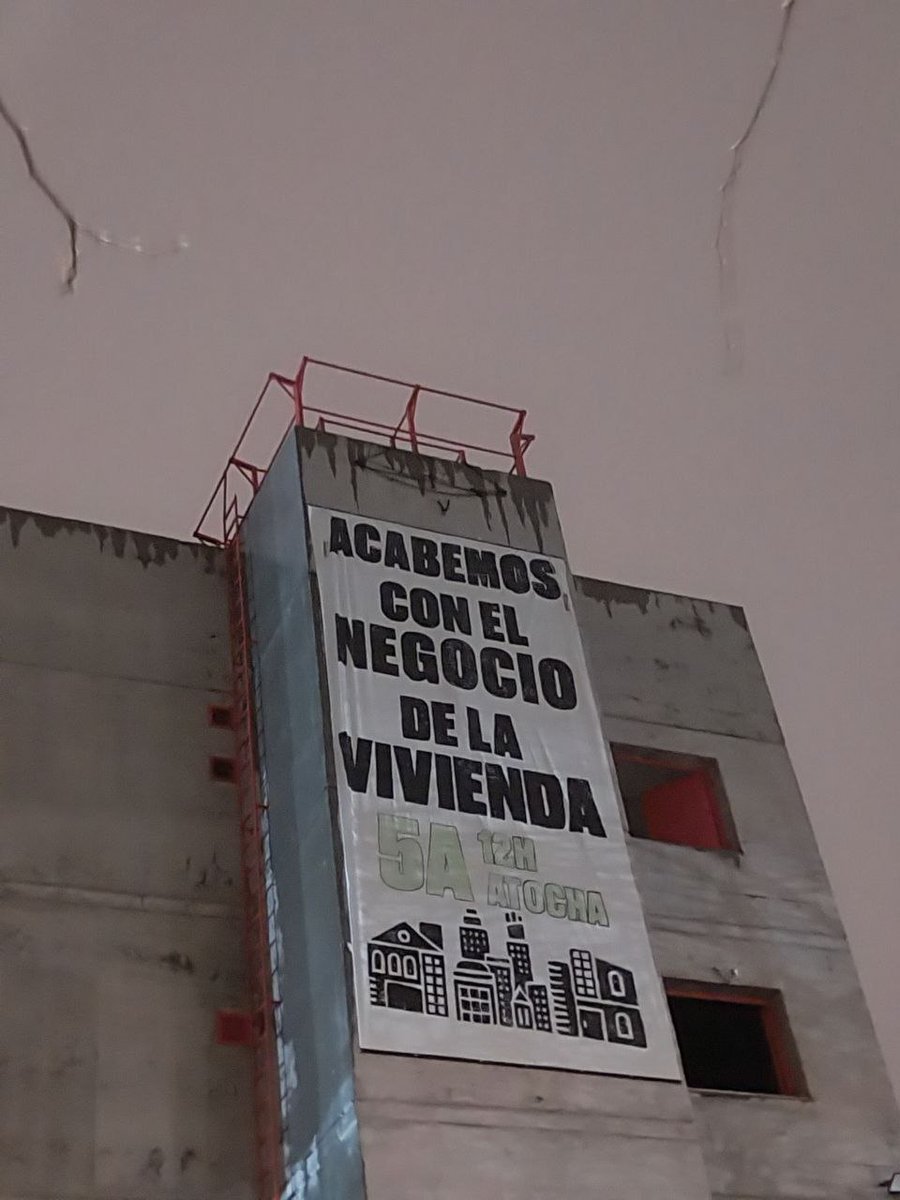 ACABEMOS
CON EL
NEGOCIO
DE LA
VIVIENDA
5A 12H
ATOCHA